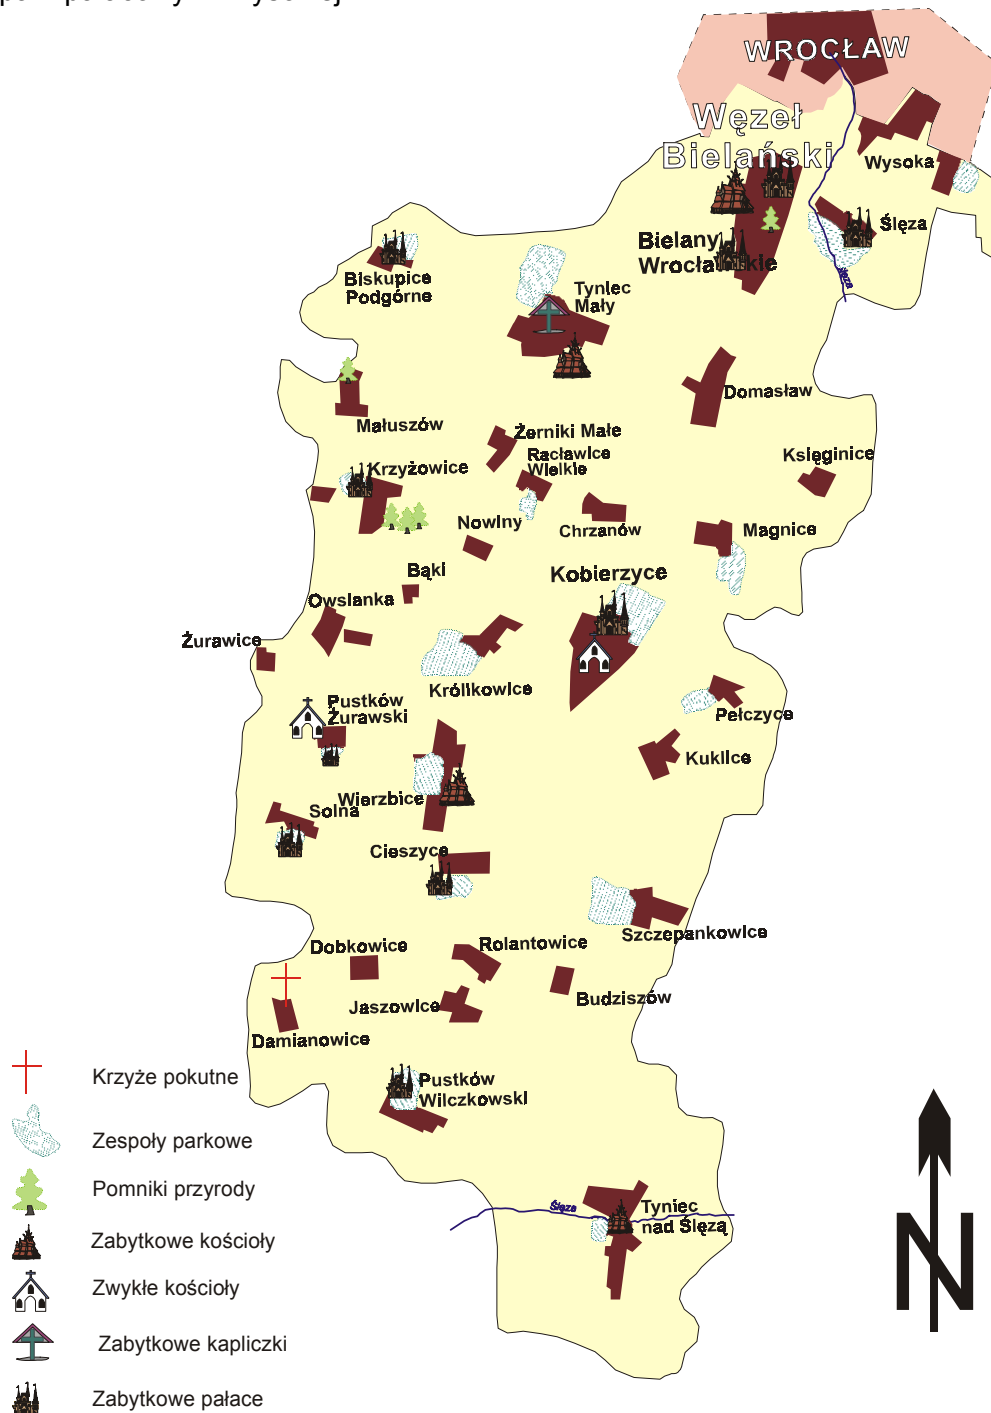 WROCŁAW
Węzeł
Bielański
Wysoka
Ślęza
Bielany
Wrocławskie
Ślęza
Biskupice
Podgórne
Tyniec
Mały
Domasław
Małuszów
Żerniki Małe
Racławice
Wielkie
Księginice
Krzyżowice
Nowiny
Chrzanów
Magnice
Bąki
Kobierzyce
Owsianka
Żurawice
Królikowice
Pustków
Żurawski
Pełczyce
Kuklice
Wierzbice
Solna
Cieszyce
Szczepankowice
Dobkowice
Rolantowice
Budziszów
Jaszowice
Damianowice
Pustków
Wilczkowski
Ślęza
Tyniec
nad Ślęzą
Krzyże pokutne
Zespoły parkowe
Pomniki przyrody
Zabytkowe kościoły
Zwykłe kościoły
Zabytkowe kapliczki
Zabytkowe pałace
N